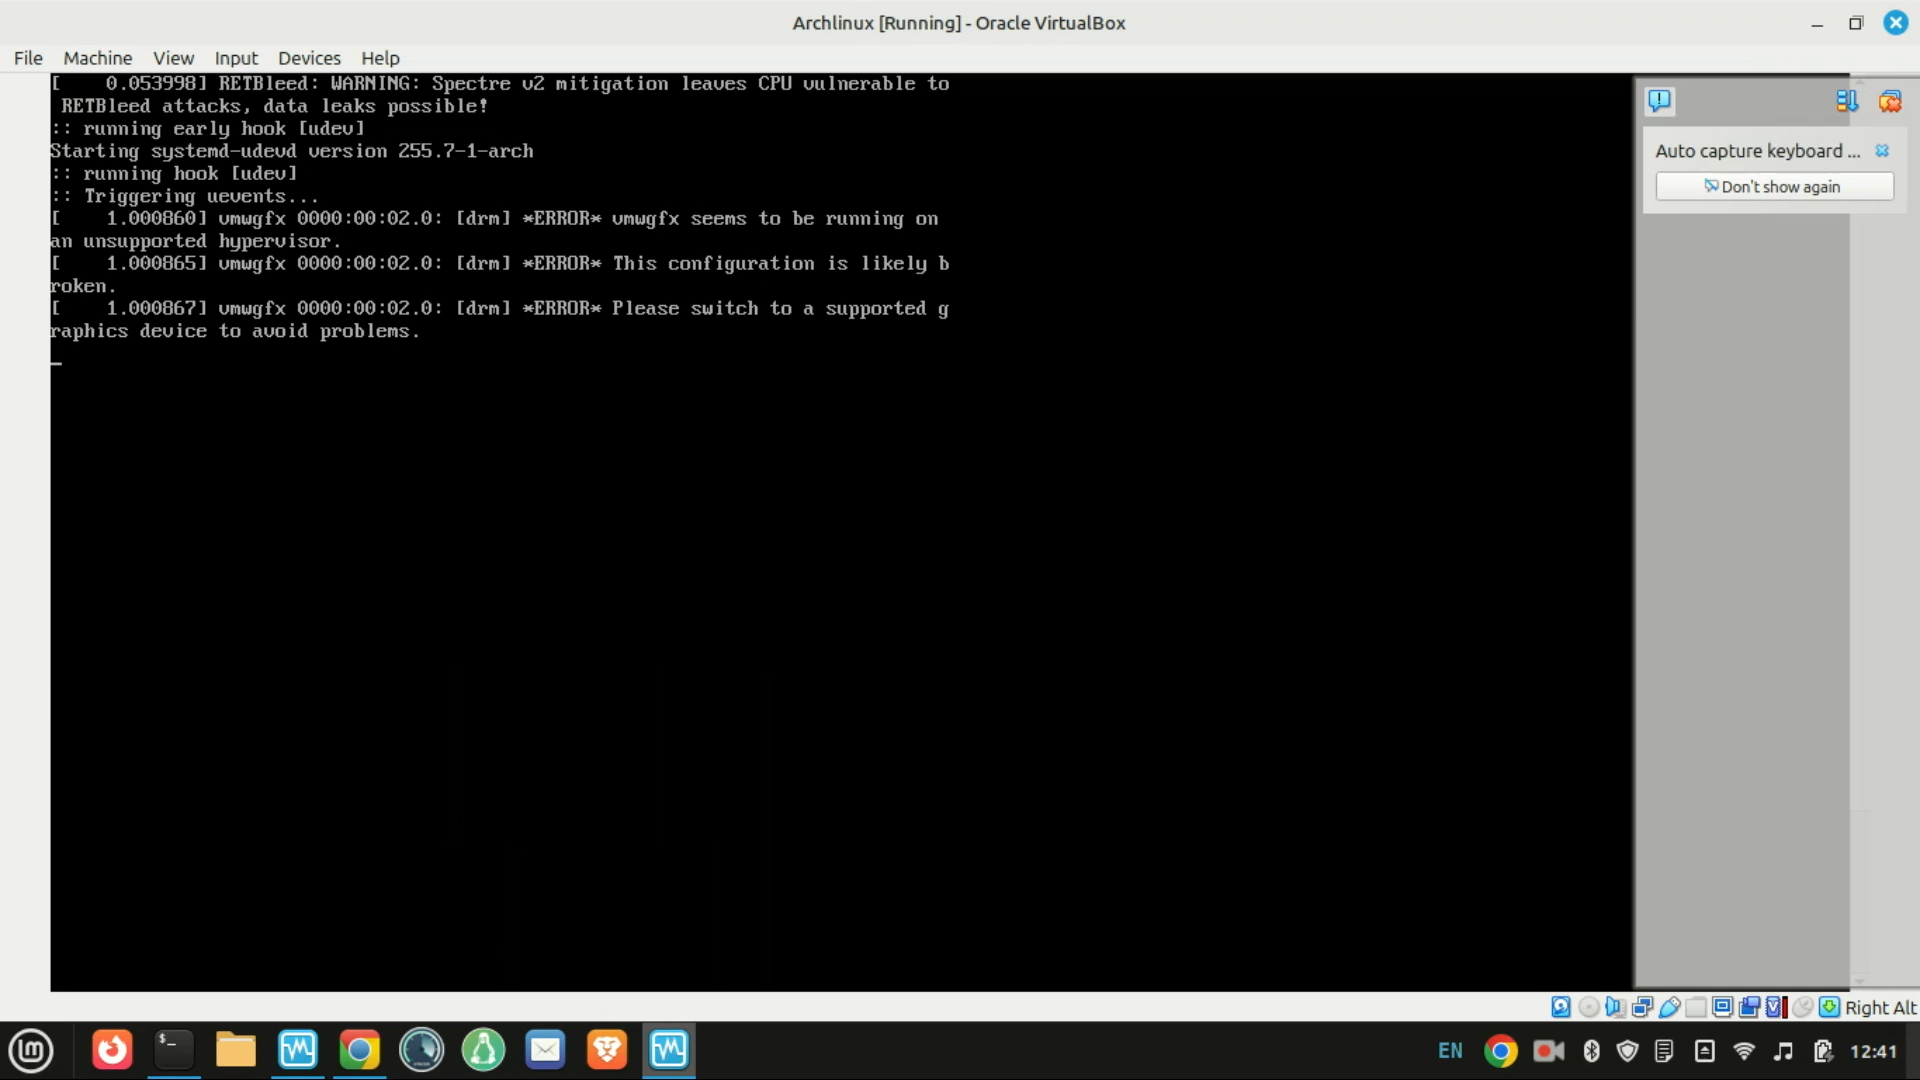 Archlinux [Running] - Oracle VirtualBox
File Machine View Input Devices Help
[    0.053998] RETBleed: WARNING: Spectre v2 mitigation leaves CPU vulnerable to
 RETBleed attacks, data leaks possible!
:: running early hook [udev]
Starting systemd-udevd version 255.7-1-arch
:: running hook [udev]
:: Triggering uevents...
[    1.000860] vmwgfx 0000:00:02.0: [drm] *ERROR* vmwgfx seems to be running on
an unsupported hypervisor.
[    1.000865] vmwgfx 0000:00:02.0: [drm] *ERROR* This configuration is likely b
roken.
[    1.000867] vmwgfx 0000:00:02.0: [drm] *ERROR* Please switch to a supported g
raphics device to avoid problems.
Auto capture keyboard ...
Don't show again
Right Alt
EN
12:41